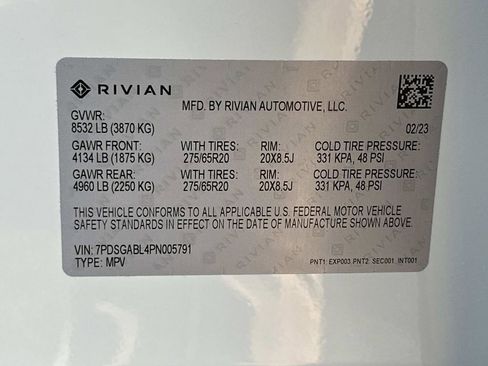 RIVIAN
MFD. BY RIVIAN AUTOMOTIVE, LLC.
GVWR:
8532 LB (3870 KG) 02/23
GAWR FRONT: WITH TIRES: RIM: COLD TIRE PRESSURE:
4134 LB (1875 KG) 275/65R20 20X8.5J 331 KPA, 48 PSI
GAWR REAR: WITH TIRES: RIM: COLD TIRE PRESSURE:
4960 LB (2250 KG) 275/65R20 20X8.5J 331 KPA, 48 PSI
THIS VEHICLE CONFORMS TO ALL APPLICABLE U.S. FEDERAL MOTOR VEHICLE
SAFETY STANDARDS IN EFFECT ON THE DATE OF MANUFACTURE SHOWN ABOVE.
VIN: 7PDSGABL4PN005791
TYPE: MPV PNT1: EXP003 PNT2: SEC001 INT001